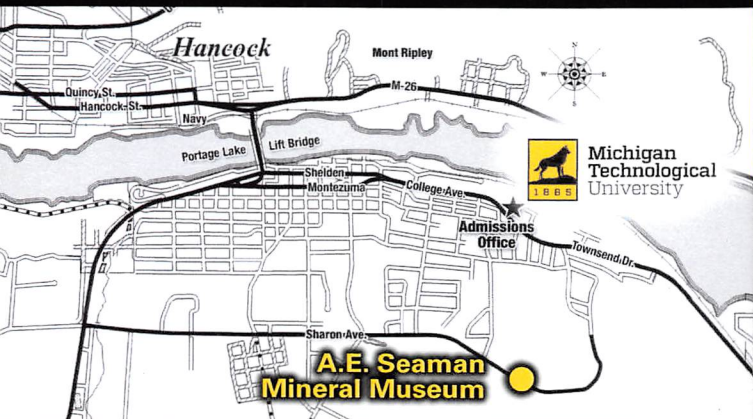 Hancock
Mont Ripley
N
W
E
S
M-26
Quincy St.
Hancock St.
Navy
Portage Lake
Lift Bridge
Michigan
Technological
University
1885
Shelden
Montezuma
College Ave.
Admissions
Office
Townsend Dr.
Sharon Ave.
A.E. Seaman
Mineral Museum